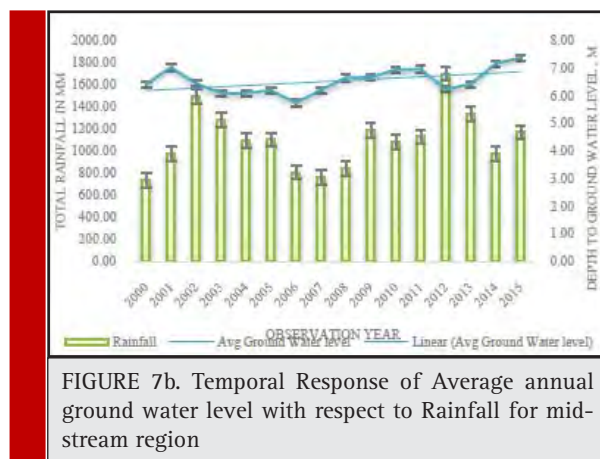 2000.00
1800.00
1600.00
1400.00
1200.00
1000.00
800.00
600.00
400.00
200.00
0.00
TOTAL RAINFALL IN MM
8.00
7.00
6.00
5.00
4.00
3.00
2.00
1.00
0.00
DEPTH TO GROUND WATER LEVEL , M
2000 2001 2002 2003 2004 2005 2006 2007 2008 2009 2010 2011 2012 2013 2014 2015
OBSERVATION YEAR
Rainfall Avg Ground Water level Linear (Avg Ground Water level)
FIGURE 7b. Temporal Response of Average annual
ground water level with respect to Rainfall for mid-
stream region